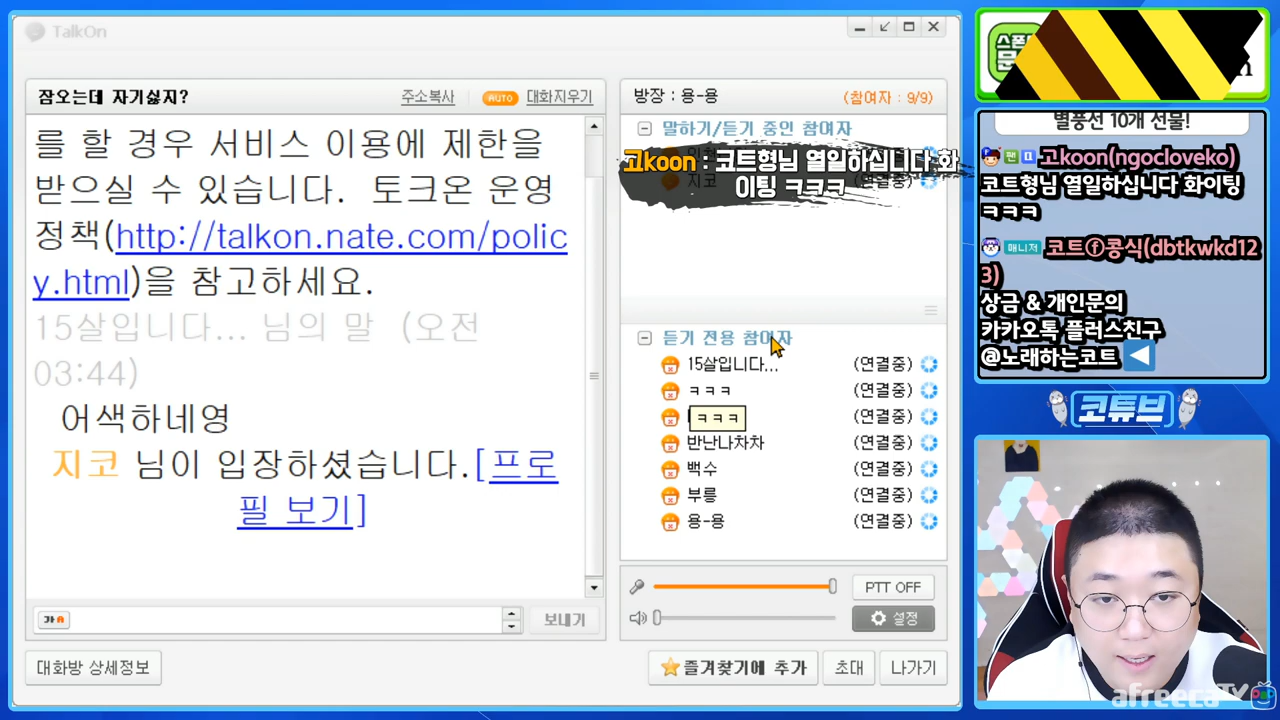 TalkOn
잠오는데 자기싫지?
주소복사
AUTO 대화지우기
를 할 경우 서비스 이용에 제한을
받으실 수 있습니다. 토크온 운영
정책(http://talkon.nate.com/polic
y.html)을 참고하세요.
15살입니다... 님의 말 (오전
03:44)
어색하네영
지코 님이 입장하셨습니다.[프로
필 보기]
가A
보내기
대화방 상세정보
방장 : 용-용
(참여자 : 9/9)
말하기/듣기 중인 참여자
고koon : 코트형님 열일하십니다 화
이팅 ㅋㅋㅋ
지코
듣기 전용 참여자
15살입니다... (연결중)
ㅋㅋㅋ (연결중)
ㅋㅋㅋ (연결중)
반난나차차 (연결중)
백수 (연결중)
부릉 (연결중)
용-용 (연결중)
PTT OFF
설정
즐겨찾기에 추가
초대
나가기
별풍선 10개 선물!
팬 고koon(ngocloveko)
코트형님 열일하십니다 화이팅
ㅋㅋㅋ
매니저 코트ⓕ콩식(dbtkwkd12
3)
상금 & 개인문의
카카오톡 플러스친구
@노래하는코트
코튜브
afreecaTV